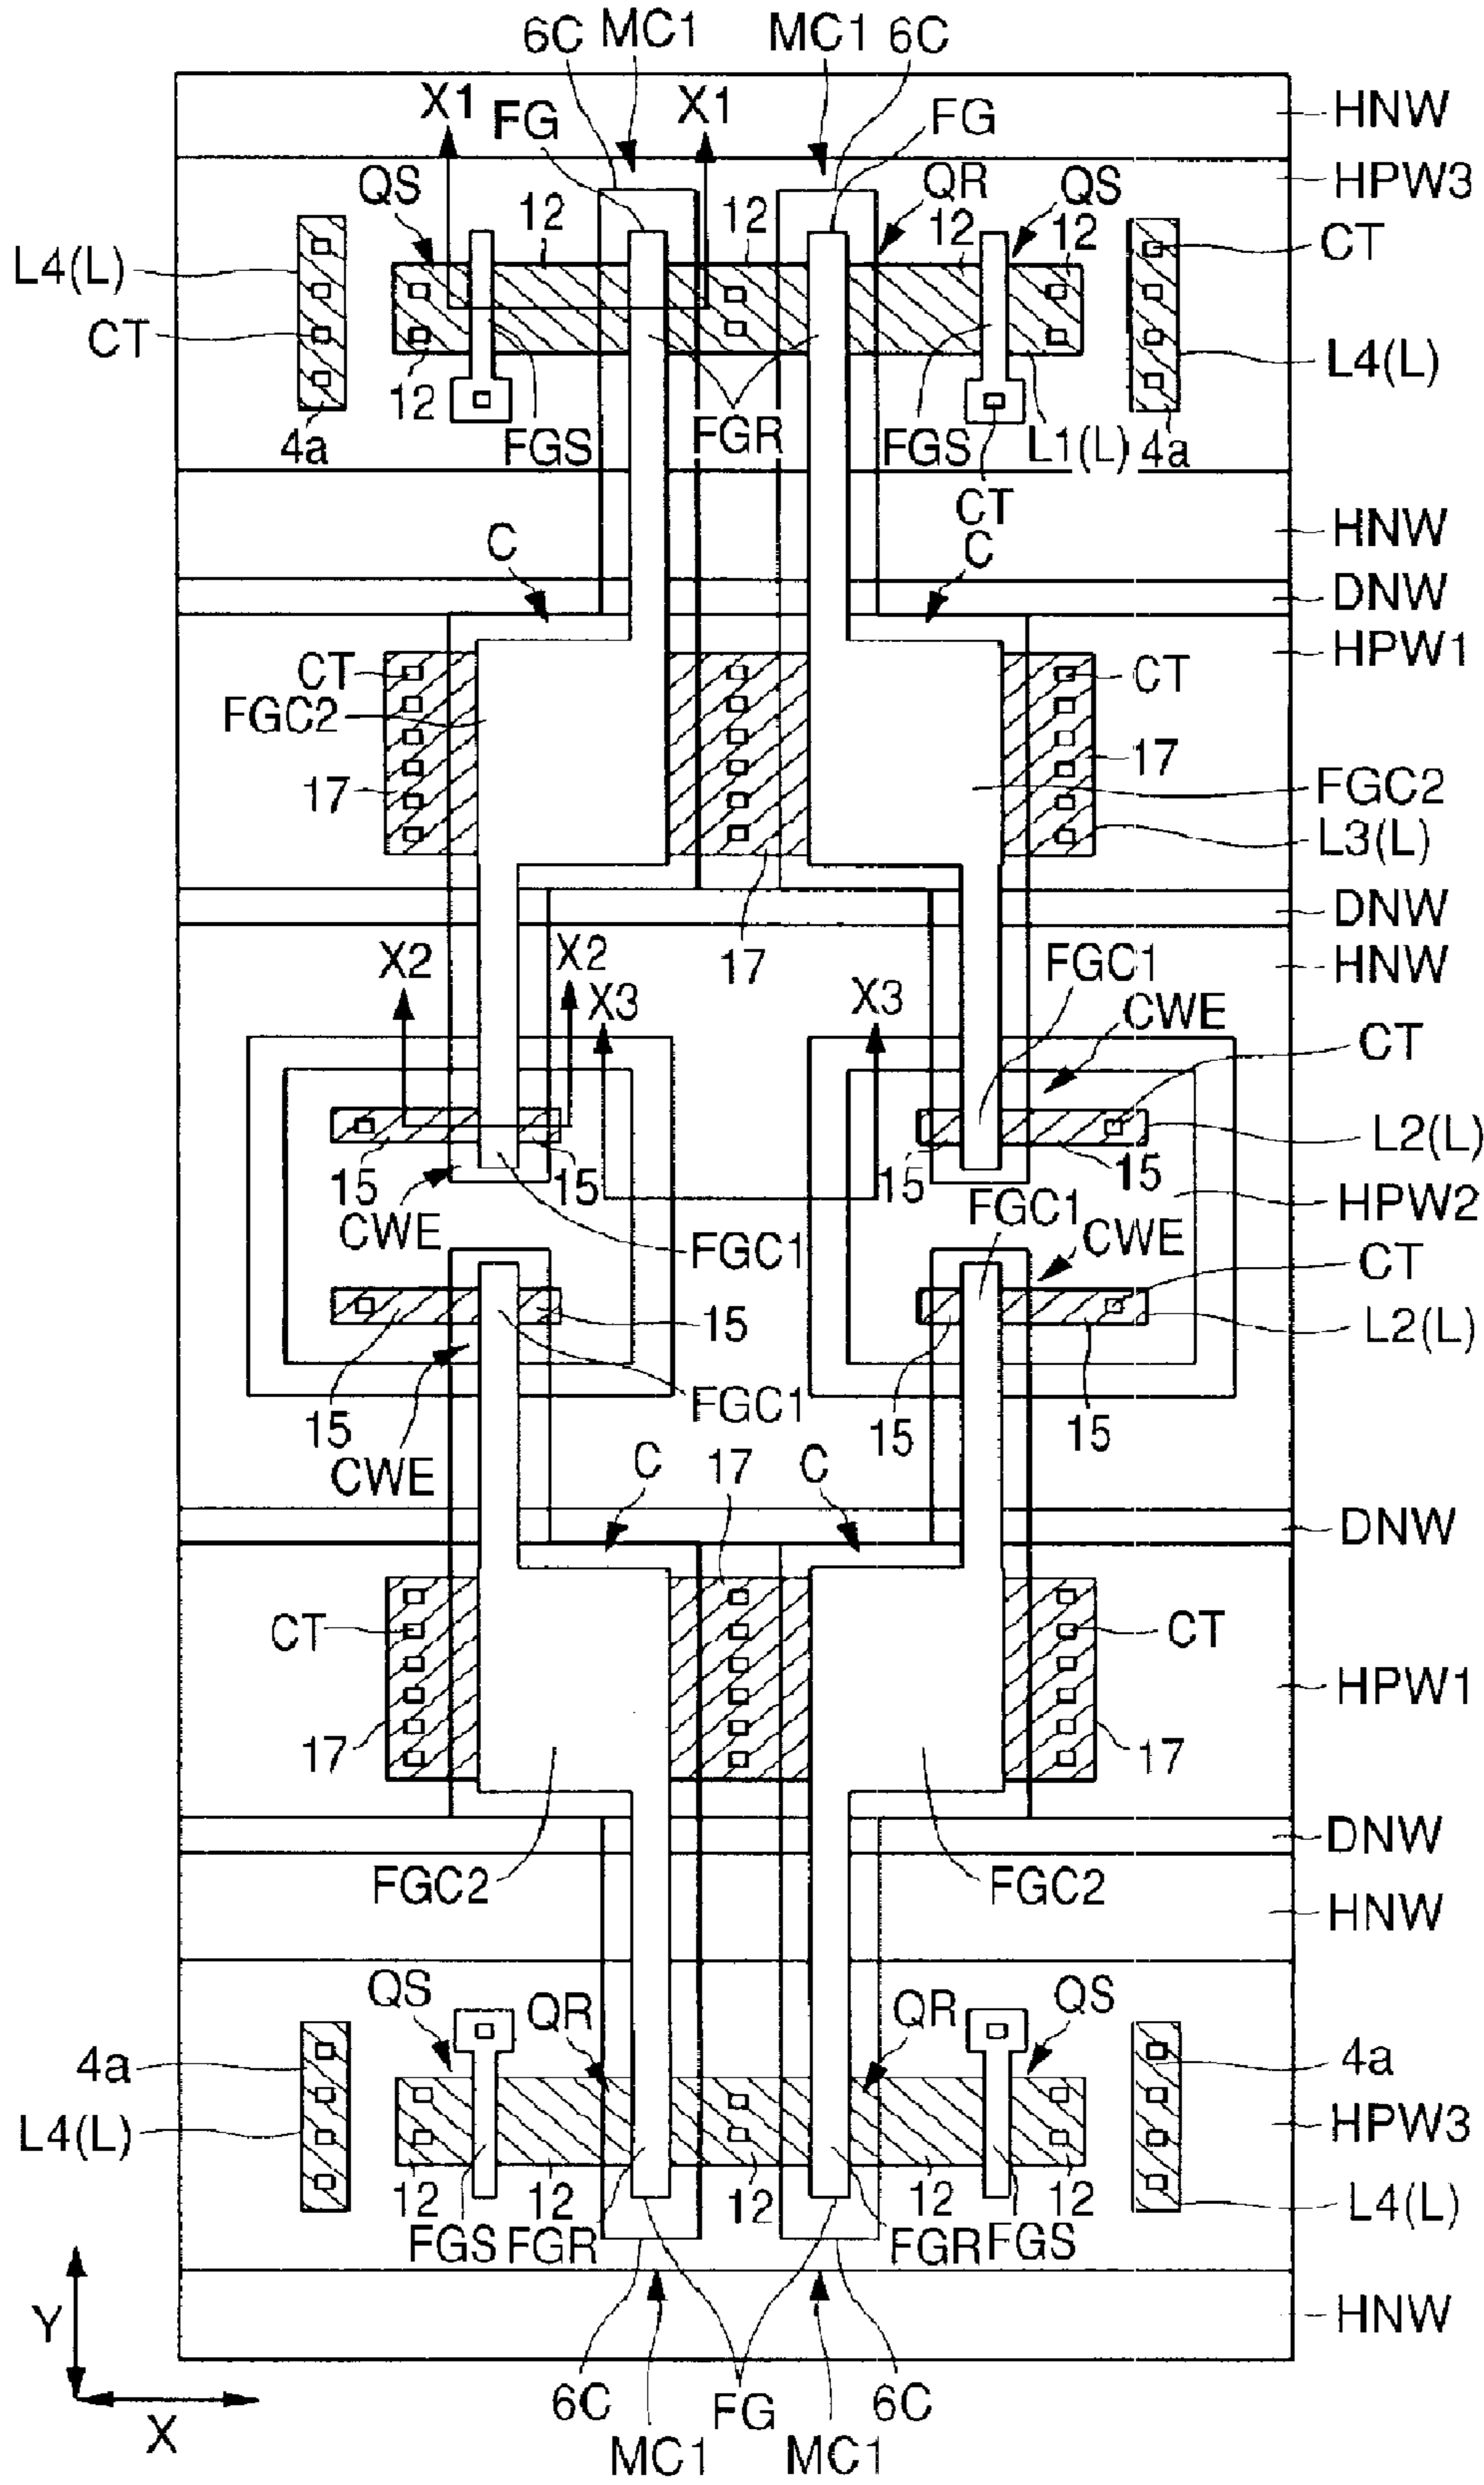 6C MC1 MC1 6C
X1 FG X1 FG HNW
QS 12 12 QR 12 QS 12 HPW3
L4(L) CT
CT 12 FGS FGR FGS L1(L) L4(L)
4a 4a
CT
C C HNW
DNW
CT CT HPW1
FGC2 17
17 FGC2
L3(L)
DNW
X2 X2 17 FGC1 HNW
X3 X3 CWE CT
15 15 15 15 L2(L)
CWE FGC1 FGC1 CWE HPW2
CT
15 15 15 L2(L)
15 FGC1 15
CWE C 17 C
DNW
CT CT
17 17 HPW1
FGC2 FGC2 DNW
HNW
QS QR QR QS
4a 4a
L4(L) HPW3
12 12 12 12 12 L4(L)
FGS FGR FGR FGS
Y HNW
X 6C FG 6C
MC1 MC1